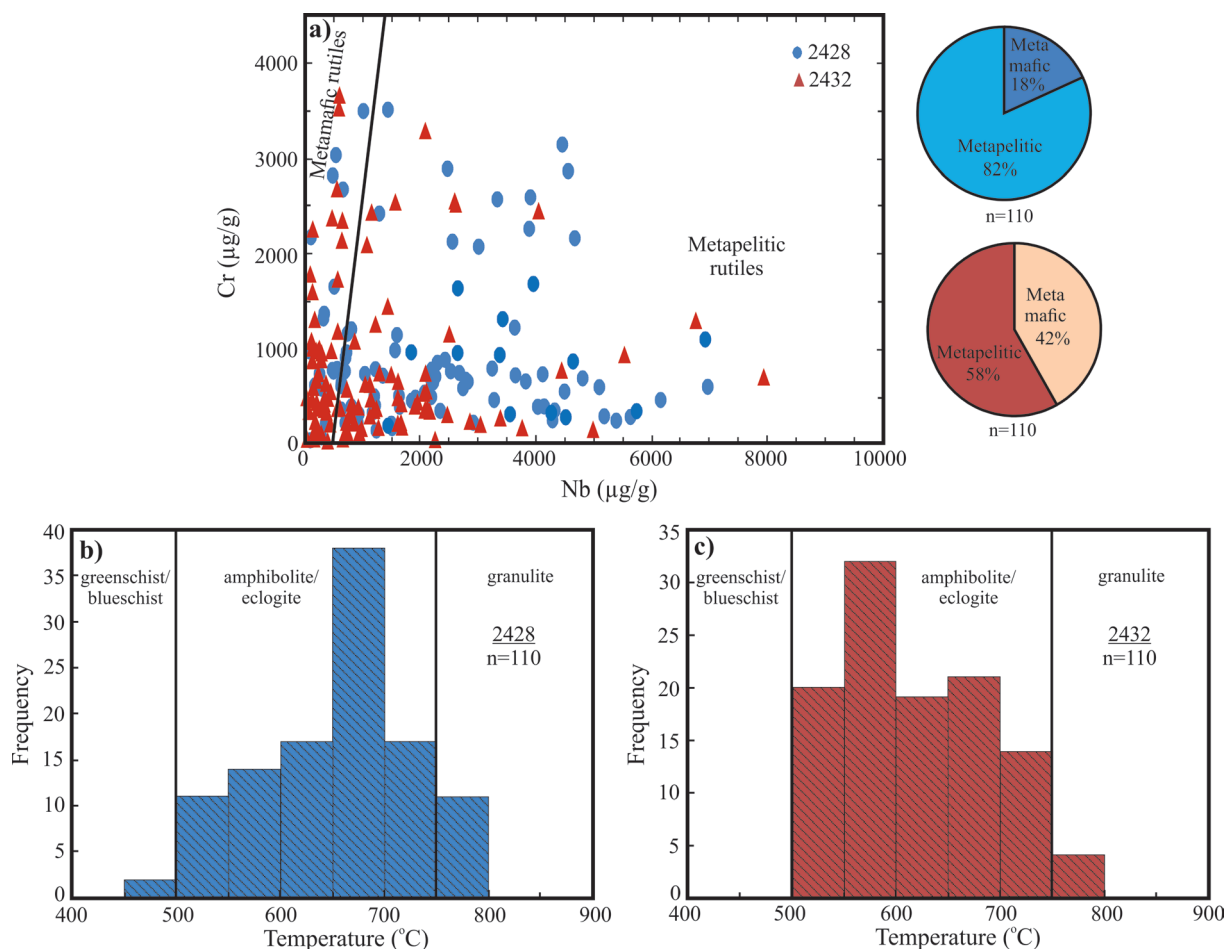 a)
Metamafic rutiles
2428
2432
Metapelitic
rutiles
4000
3000
2000
1000
0
Cr (µg/g)
0
2000
4000
6000
8000
10000
Nb (µg/g)
Meta
mafic
18%
Metapelitic
82%
n=110
Meta
mafic
42%
Metapelitic
58%
n=110
b)
greenschist/
blueschist
amphibolite/
eclogite
granulite
2428
n=110
40
35
30
25
20
15
10
5
0
Frequency
400
500
600
700
800
900
Temperature (°C)
c)
greenschist/
blueschist
amphibolite/
eclogite
granulite
2432
n=110
35
30
25
20
15
10
5
0
Frequency
400
500
600
700
800
900
Temperature (°C)